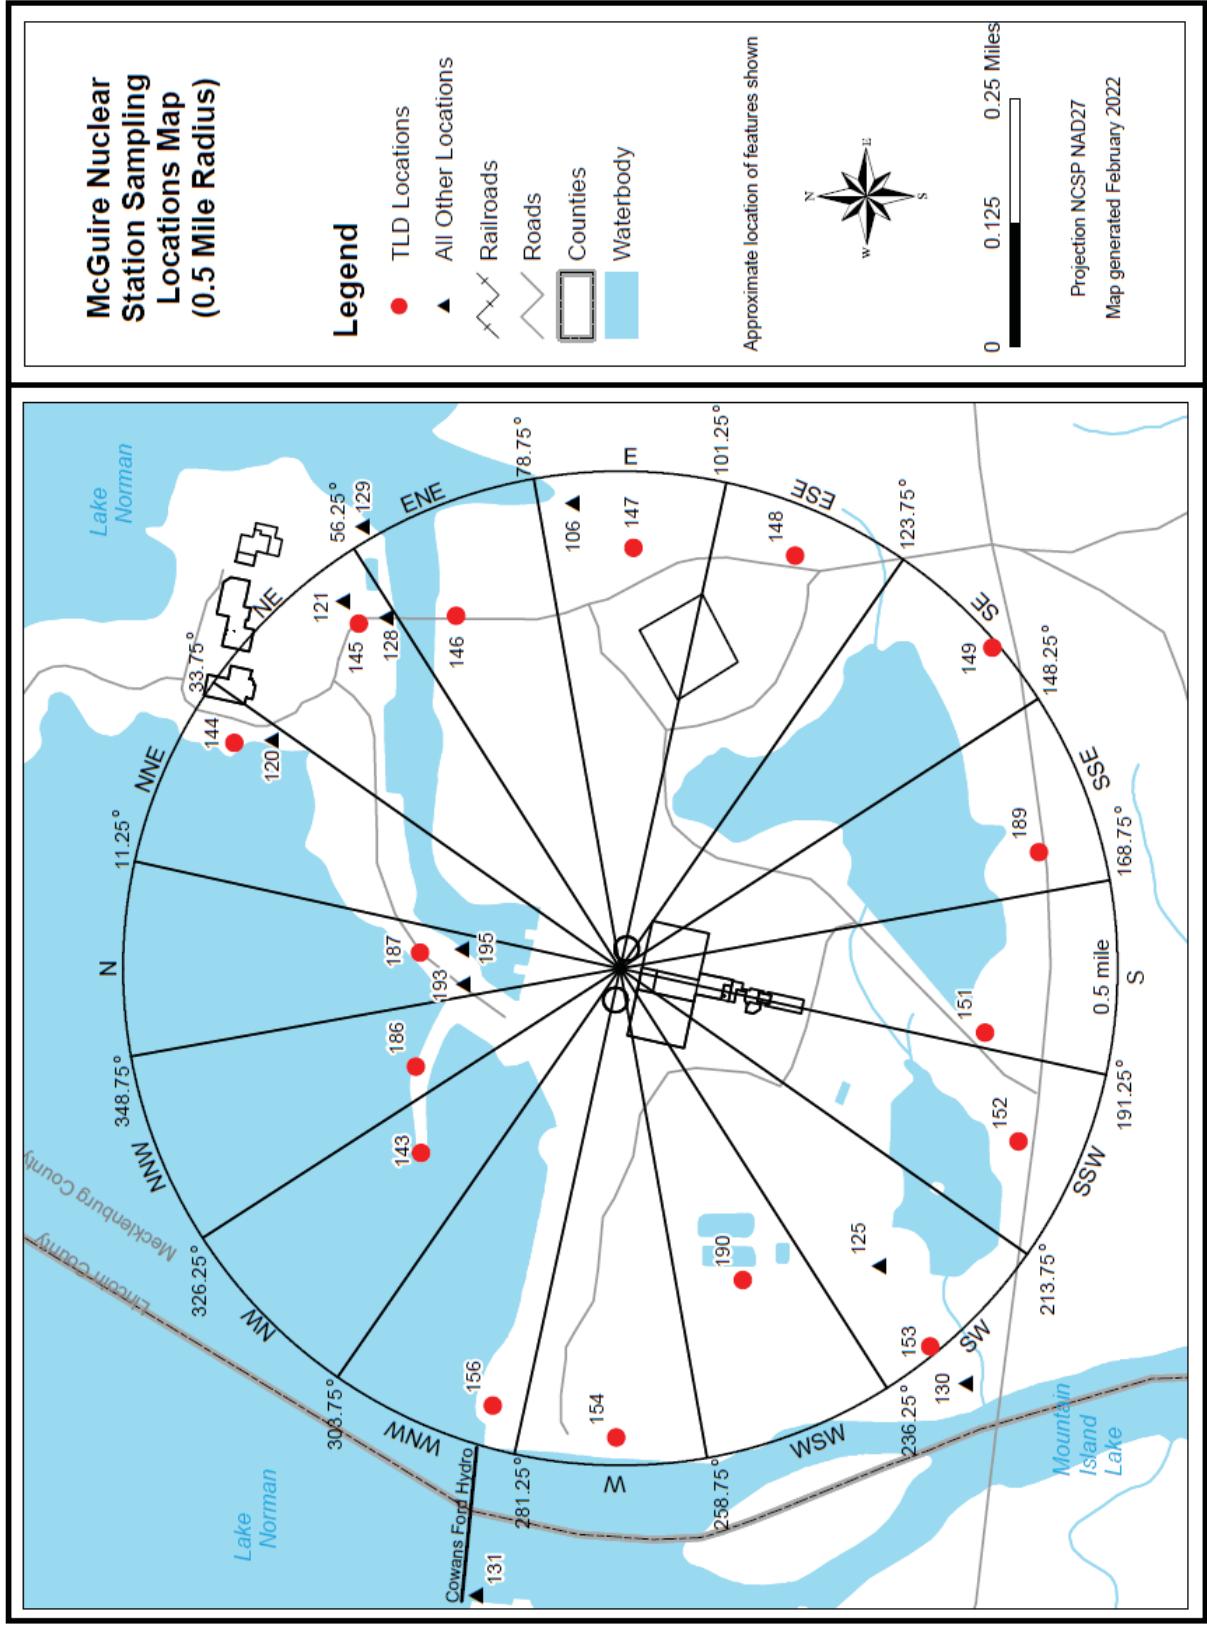 McGuire Nuclear
Station Sampling
Locations Map
(0.5 Mile Radius)
Legend
TLD Locations
All Other Locations
Railroads
Roads
Counties
Waterbody
Approximate location of features shown
N
E
S
W
0
0.125
0.25 Miles
Projection NCSP NAD27
Map generated February 2022
Lake
Norman
Lake
Norman
Mountain
Island
Lake
Lincoln County
Mecklenburg County
Cowans Ford Hydro
N
11.25°
NNE
33.75°
NE
56.25°
ENE
78.75°
E
101.25°
ESE
123.75°
SE
148.25°
SSE
168.75°
S
0.5 mile
191.25°
SSW
213.75°
SW
236.25°
WSW
258.75°
W
281.25°
WNW
303.75°
NW
326.25°
NNW
348.75°
144
120
121
145
128
129
146
106
147
148
149
189
151
152
125
153
130
190
154
156
131
143
186
187
193
195